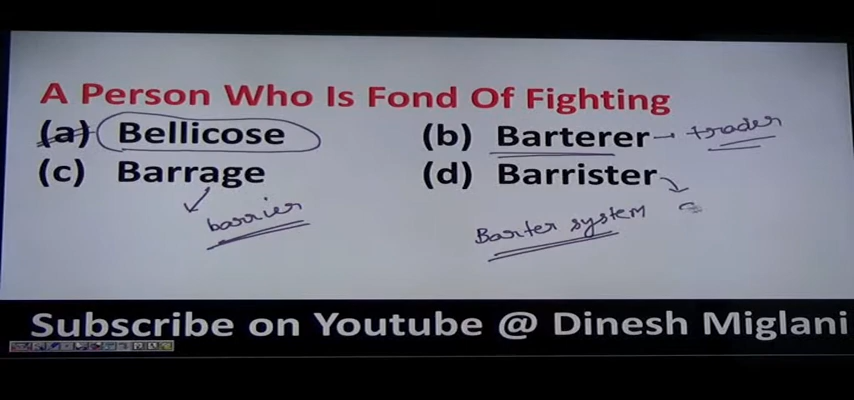 A Person Who Is Fond Of Fighting
(a) Bellicose (b) Barterer → trader
(c) Barrage (d) Barrister
barrier Barter system
Subscribe on Youtube @ Dinesh Miglani